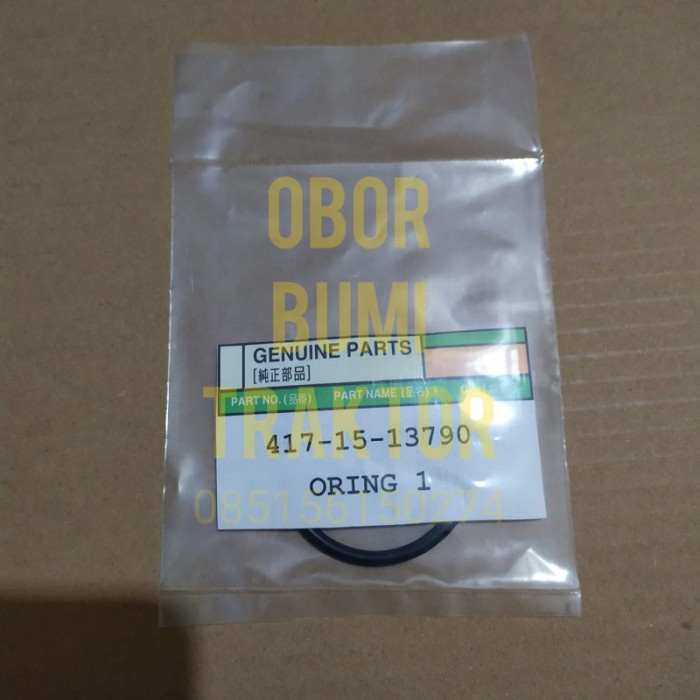 OBOR
BUMI
TRAKTOR
085156150274
GENUINE PARTS
[純正部品]
PART NO. (品番) PART NAME (品名)
417-15-13790
ORING 1